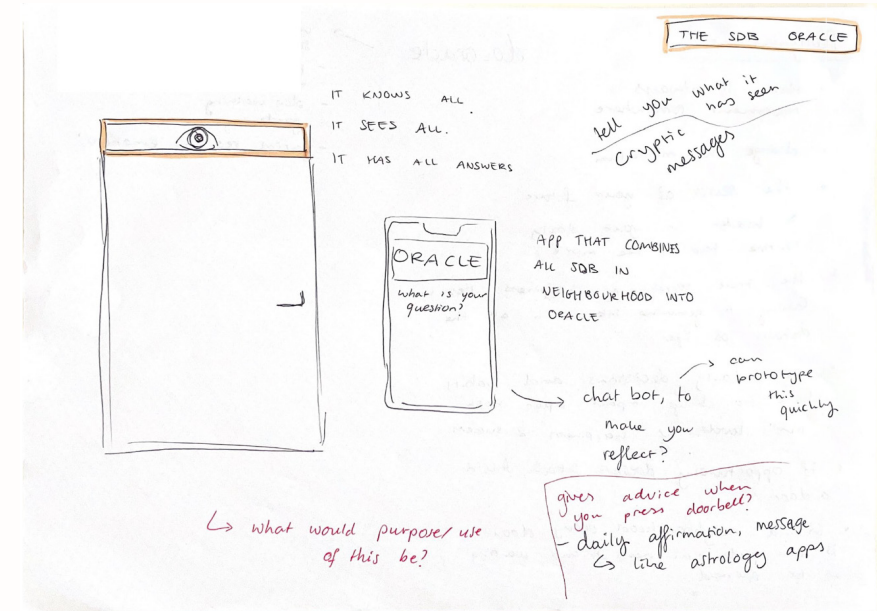 THE SDB ORACLE
IT KNOWS ALL.
IT SEES ALL.
IT HAS ALL ANSWERS
tell you what it
has seen
cryptic
messages
ORACLE
what is your
question?
APP THAT COMBINES
ALL SDB IN
NEIGHBOURHOOD INTO
ORACLE
chat bot, to
make you
reflect?
can
prototype
this
quickly
gives advice when
you press doorbell?
- daily affirmation, message
↳ like astrology apps
↳ what would purpose/use
of this be?